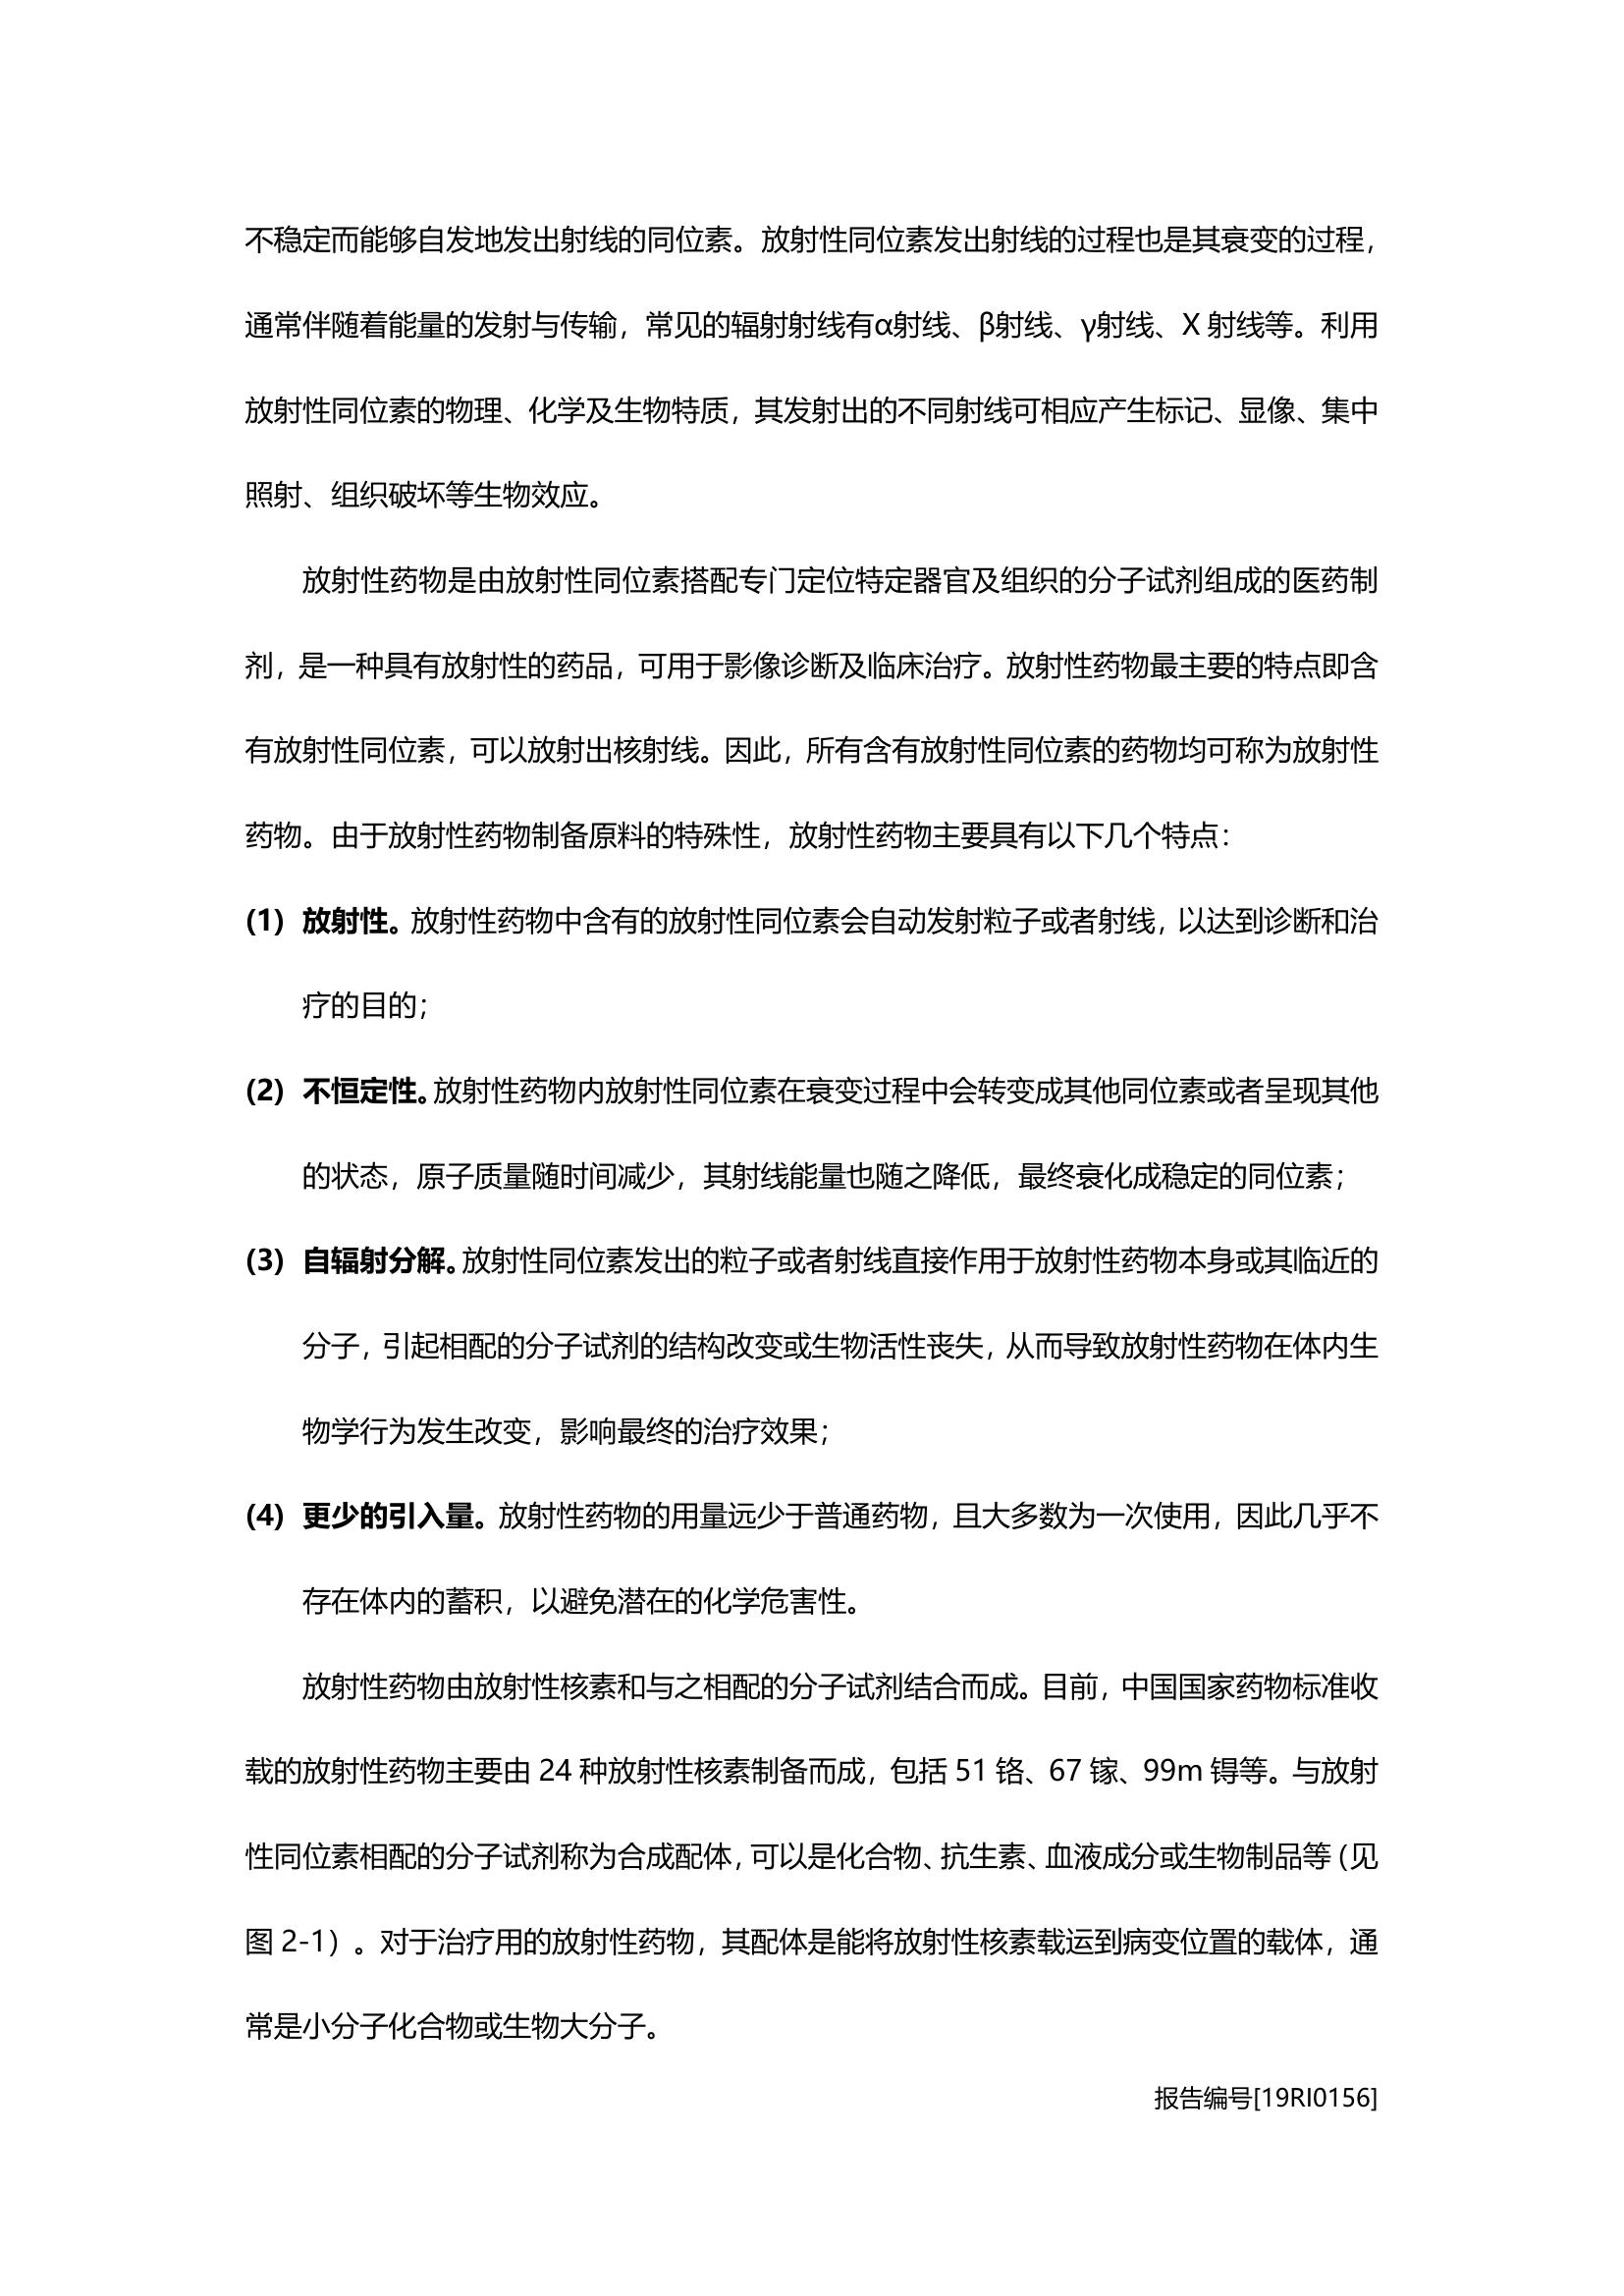 不稳定而能够自发地发出射线的同位素。放射性同位素发出射线的过程也是其衰变的过程，
通常伴随着能量的发射与传输，常见的辐射射线有α射线、β射线、γ射线、X 射线等。利用
放射性同位素的物理、化学及生物特质，其发射出的不同射线可相应产生标记、显像、集中
照射、组织破坏等生物效应。
放射性药物是由放射性同位素搭配专门定位特定器官及组织的分子试剂组成的医药制
剂，是一种具有放射性的药品，可用于影像诊断及临床治疗。放射性药物最主要的特点即含
有放射性同位素，可以放射出核射线。因此，所有含有放射性同位素的药物均可称为放射性
药物。由于放射性药物制备原料的特殊性，放射性药物主要具有以下几个特点：
(1) 放射性。放射性药物中含有的放射性同位素会自动发射粒子或者射线，以达到诊断和治
疗的目的；
(2) 不恒定性。放射性药物内放射性同位素在衰变过程中会转变成其他同位素或者呈现其他
的状态，原子质量随时间减少，其射线能量也随之降低，最终衰化成稳定的同位素；
(3) 自辐射分解。放射性同位素发出的粒子或者射线直接作用于放射性药物本身或其临近的
分子，引起相配的分子试剂的结构改变或生物活性丧失，从而导致放射性药物在体内生
物学行为发生改变，影响最终的治疗效果；
(4) 更少的引入量。放射性药物的用量远少于普通药物，且大多数为一次使用，因此几乎不
存在体内的蓄积，以避免潜在的化学危害性。
放射性药物由放射性核素和与之相配的分子试剂结合而成。目前，中国国家药物标准收
载的放射性药物主要由 24 种放射性核素制备而成，包括 51 铬、67 镓、99m 锝等。与放射
性同位素相配的分子试剂称为合成配体，可以是化合物、抗生素、血液成分或生物制品等（见
图 2-1）。对于治疗用的放射性药物，其配体是能将放射性核素载运到病变位置的载体，通
常是小分子化合物或生物大分子。
报告编号[19RI0156]